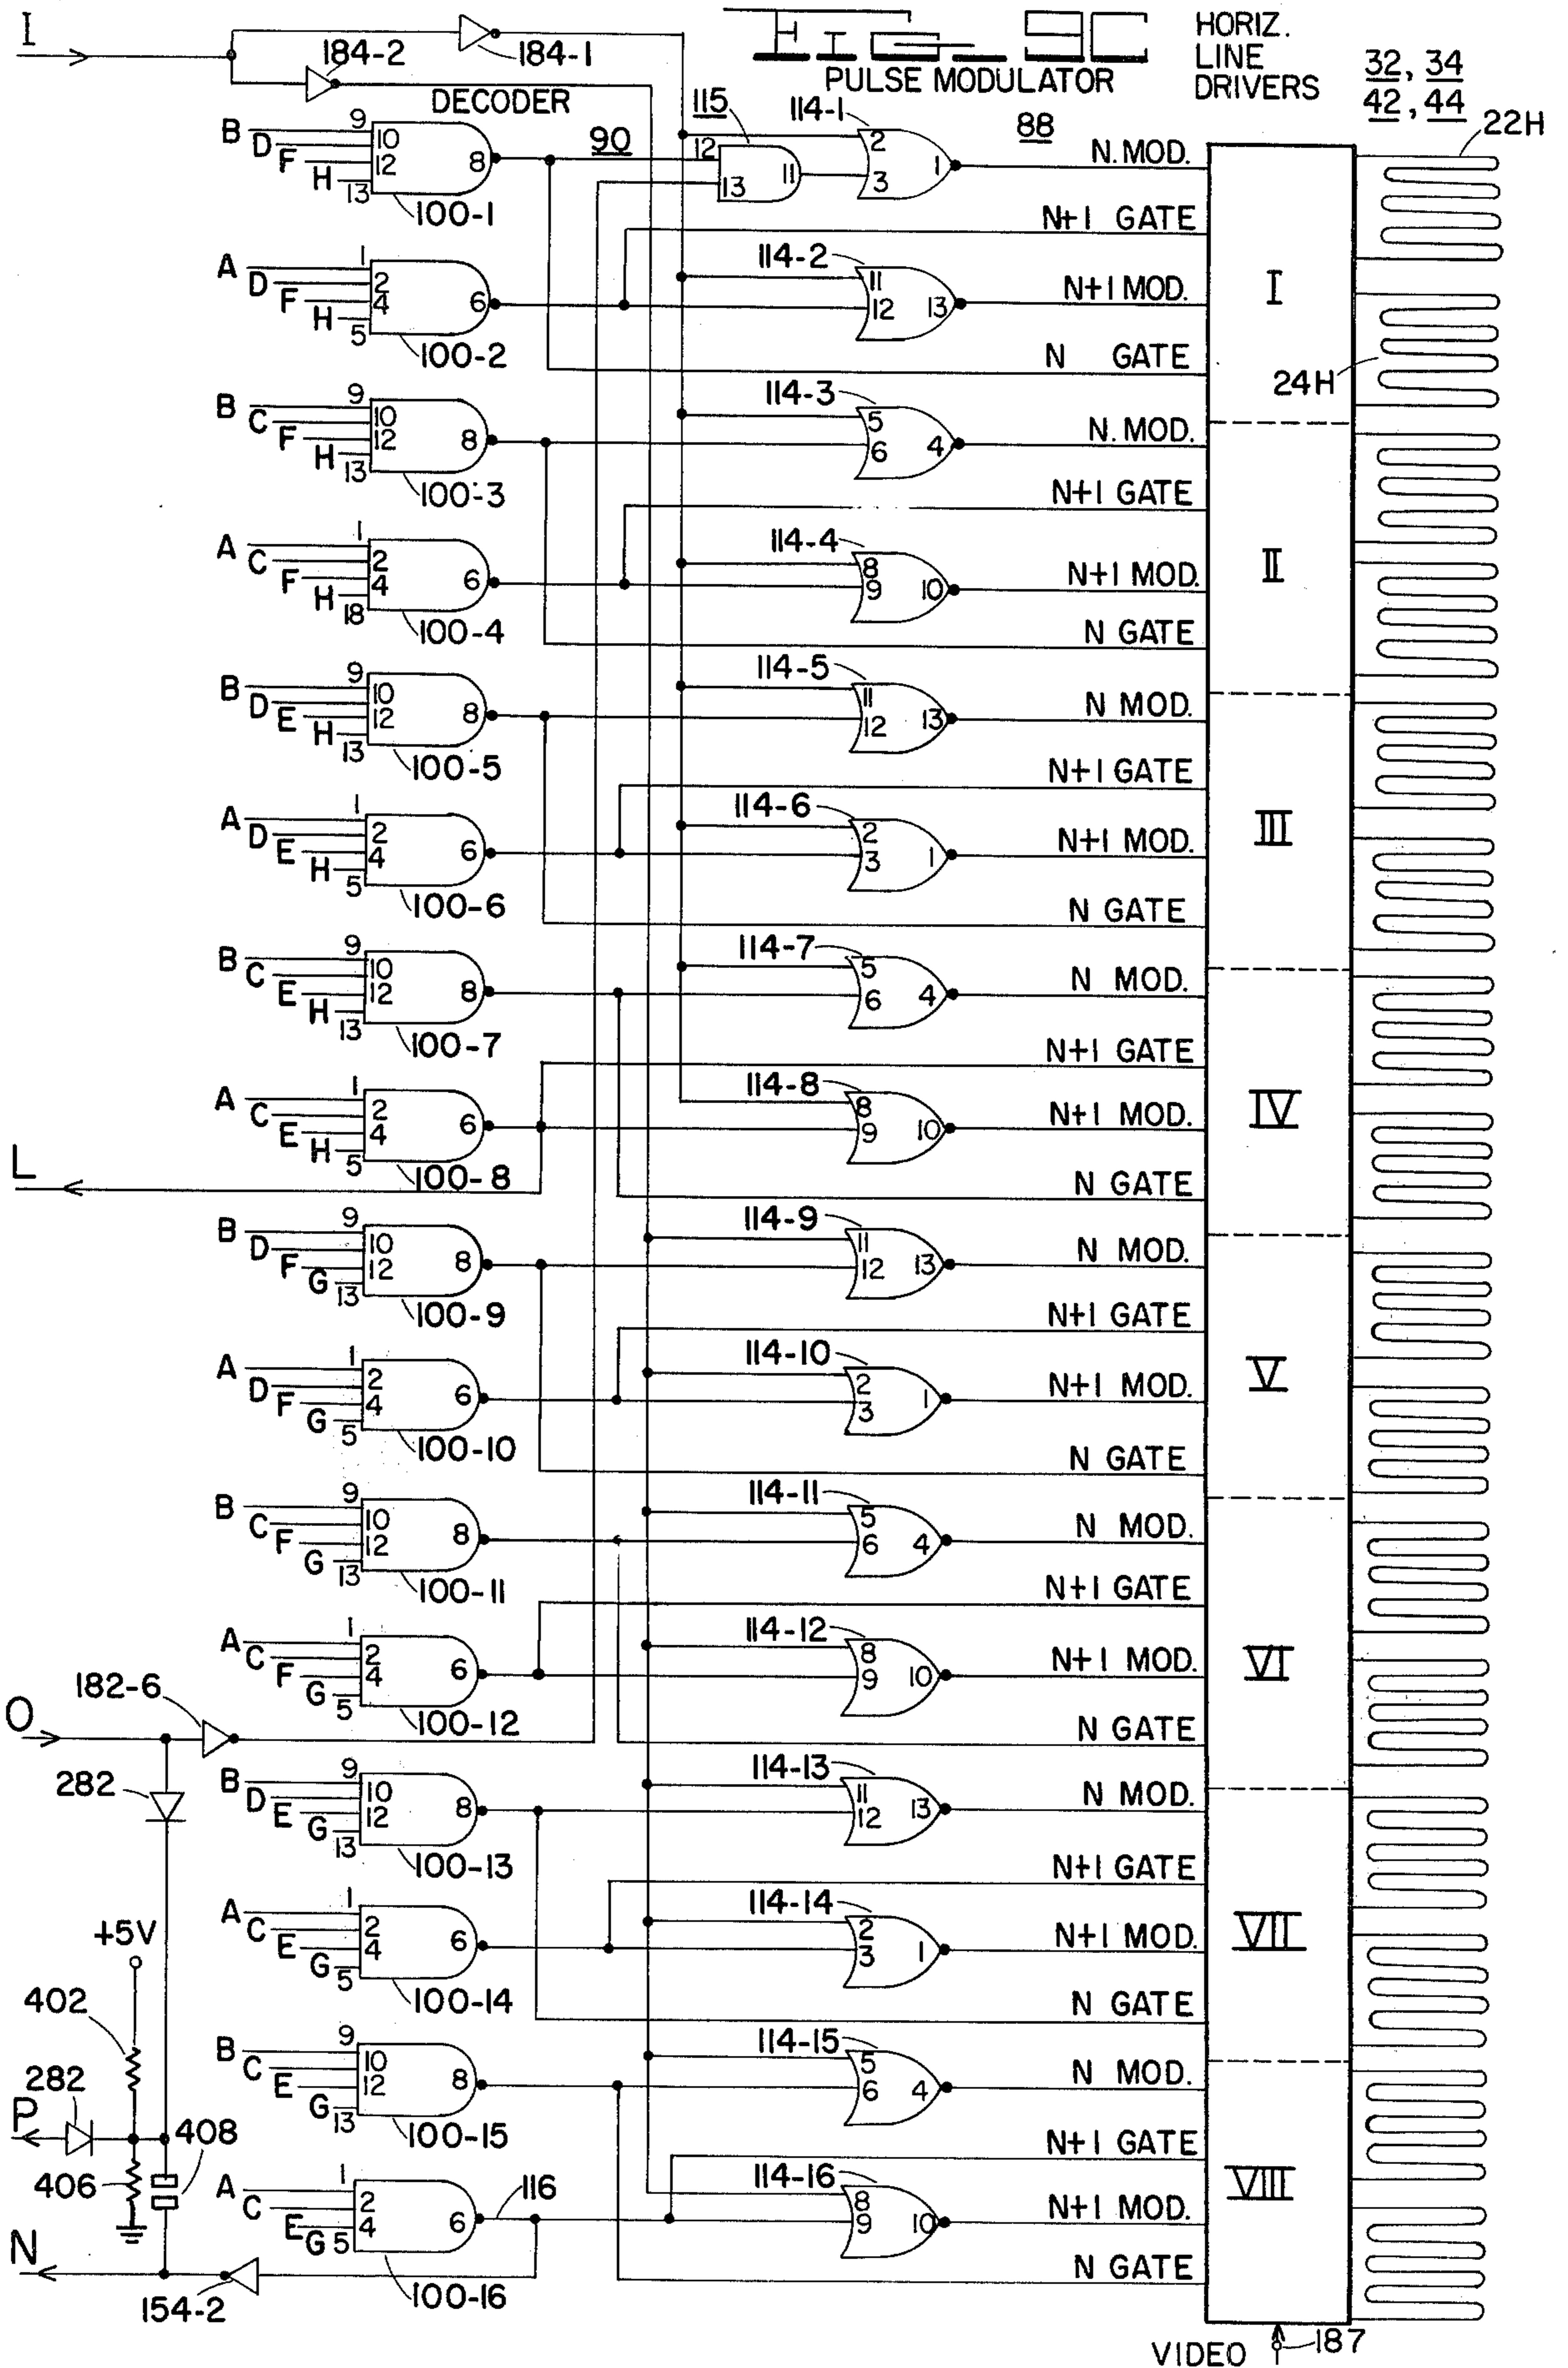 I
184-2
184-1
FIG_ 9C
HORIZ.
LINE
DRIVERS
32, 34
42, 44
PULSE MODULATOR
DECODER
90
115
114-1
88
22H
B D F H
9 10 12 13
8
100-1
12 13 11
2 3 1
N. MOD.
N+1 GATE
A D F H
1 2 4 5
6
100-2
114-2
11 12 13
N+1 MOD.
I
N GATE
24H
B C F H
9 10 12 13
8
100-3
114-3
5 6 4
N. MOD.
N+1 GATE
A C F H
1 2 4 18
6
100-4
114-4
8 9 10
N+1 MOD.
II
N GATE
B D E H
9 10 12 13
8
100-5
114-5
11 12 13
N MOD.
N+1 GATE
A D E H
1 2 4 5
6
100-6
114-6
2 3 1
N+1 MOD.
III
N GATE
B C E H
9 10 12 13
8
100-7
114-7
5 6 4
N MOD.
N+1 GATE
A C E H
1 2 4 5
6
100-8
114-8
8 9 10
N+1 MOD.
IV
L
N GATE
B D F G
9 10 12 13
8
100-9
114-9
11 12 13
N MOD.
N+1 GATE
A D F G
1 2 4 5
6
100-10
114-10
2 3 1
N+1 MOD.
V
N GATE
B C F G
9 10 12 13
8
100-11
114-11
5 6 4
N MOD.
N+1 GATE
A C F G
1 2 4 5
6
100-12
114-12
8 9 10
N+1 MOD.
VI
O
182-6
N GATE
282
B D E G
9 10 12 13
8
100-13
114-13
11 12 13
N MOD.
N+1 GATE
A C E G
1 2 4 5
6
100-14
114-14
2 3 1
N+1 MOD.
VII
+5V
402
N GATE
B C E G
9 10 12 13
8
100-15
114-15
5 6 4
N MOD.
282
P
408
406
N+1 GATE
A C E G
1 2 4 5
6
116
100-16
114-16
8 9 10
N+1 MOD.
VIII
N
154-2
N GATE
VIDEO
187